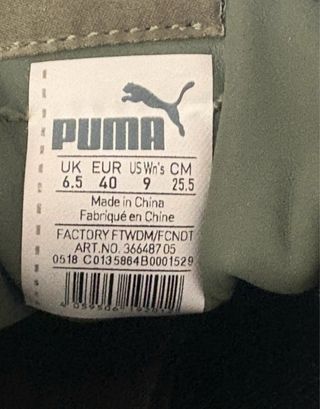 PUMA
UK EUR US Wn's CM
6.5 40 9 25.5
Made in China
Fabriqué en Chine
FACTORY FTWDM/FCNDT
ART.NO. 366487 05
0518 C0135864B0001529